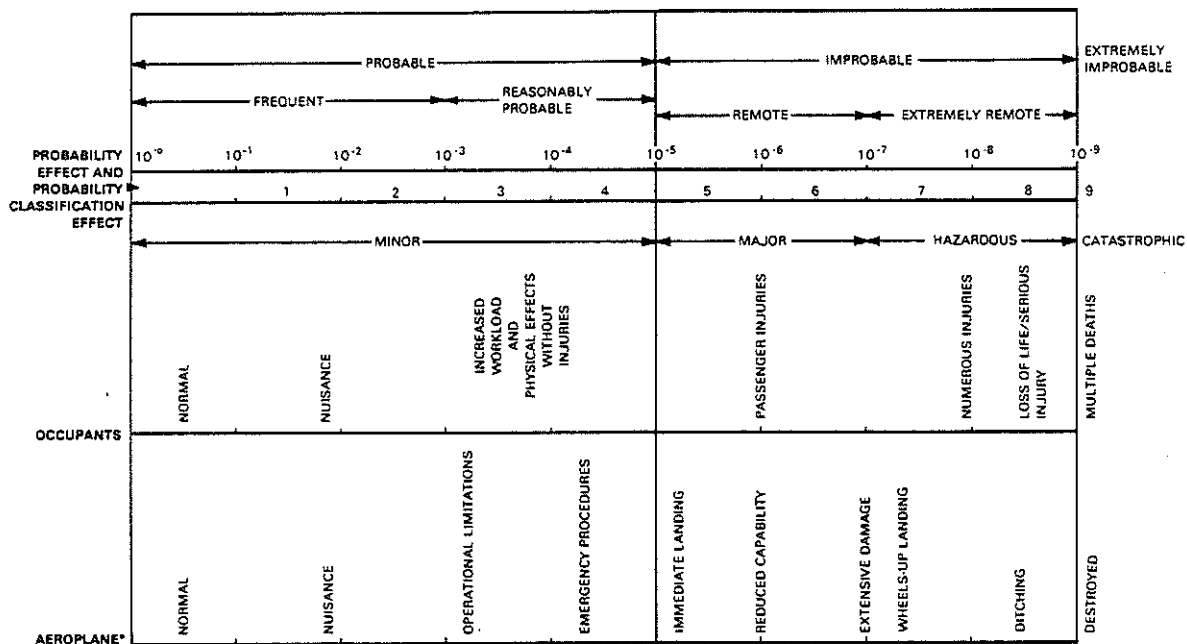 PROBABLE
IMPROBABLE
EXTREMELY
IMPROBABLE
FREQUENT
REASONABLY
PROBABLE
REMOTE
EXTREMELY REMOTE
PROBABILITY
10⁻⁰ 10⁻¹ 10⁻² 10⁻³ 10⁻⁴ 10⁻⁵ 10⁻⁶ 10⁻⁷ 10⁻⁸ 10⁻⁹
EFFECT AND
PROBABILITY
CLASSIFICATION
1 2 3 4 5 6 7 8 9
EFFECT
MINOR
MAJOR
HAZARDOUS
CATASTROPHIC
NORMAL
NUISANCE
INCREASED
WORKLOAD
AND
PHYSICAL EFFECTS
WITHOUT
INJURIES
PASSENGER INJURIES
NUMEROUS INJURIES
LOSS OF LIFE/SERIOUS
INJURY
MULTIPLE DEATHS
OCCUPANTS
NORMAL
NUISANCE
OPERATIONAL LIMITATIONS
EMERGENCY PROCEDURES
IMMEDIATE LANDING
REDUCED CAPABILITY
EXTENSIVE DAMAGE
WHEELS-UP LANDING
DITCHING
DESTROYED
AEROPLANE*